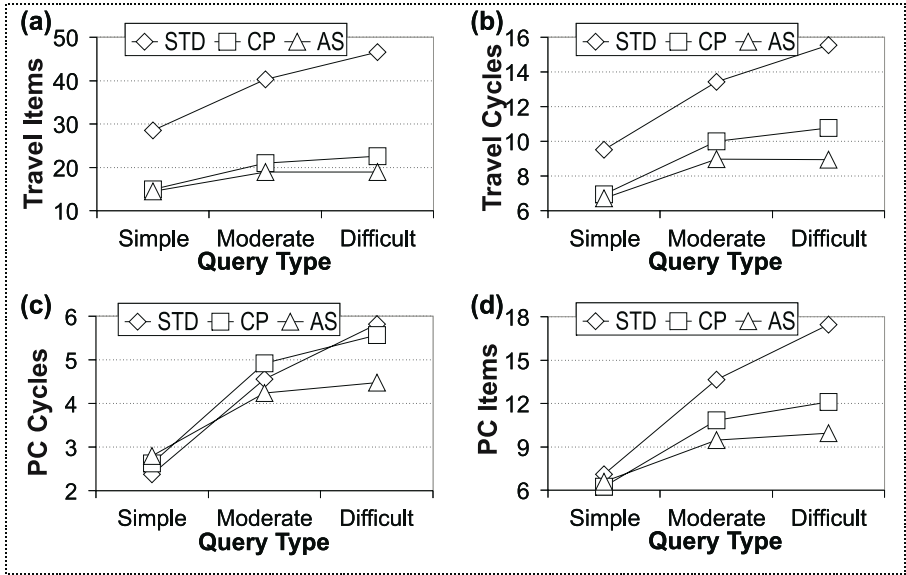 (a)
STD CP AS
Travel Items
50
40
30
20
10
Simple Moderate Difficult
Query Type
(b)
STD CP AS
Travel Cycles
16
14
12
10
8
6
Simple Moderate Difficult
Query Type
(c)
STD CP AS
PC Cycles
6
5
4
3
2
Simple Moderate Difficult
Query Type
(d)
STD CP AS
PC Items
18
15
12
9
6
Simple Moderate Difficult
Query Type